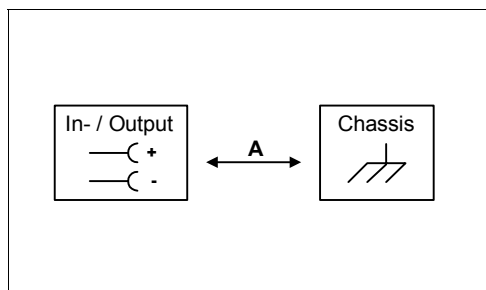 In- / Output
+
-
A
Chassis